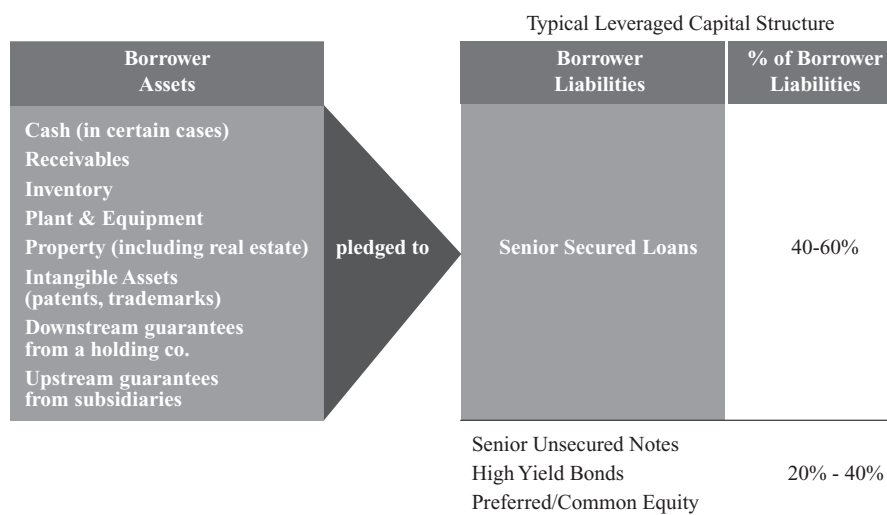 Typical Leveraged Capital Structure
Borrower
Assets
Cash (in certain cases)
Receivables
Inventory
Plant & Equipment
Property (including real estate)
Intangible Assets
(patents, trademarks)
Downstream guarantees
from a holding co.
Upstream guarantees
from subsidiaries
pledged to
Borrower
Liabilities
% of Borrower
Liabilities
Senior Secured Loans
40-60%
Senior Unsecured Notes
High Yield Bonds
20% - 40%
Preferred/Common Equity